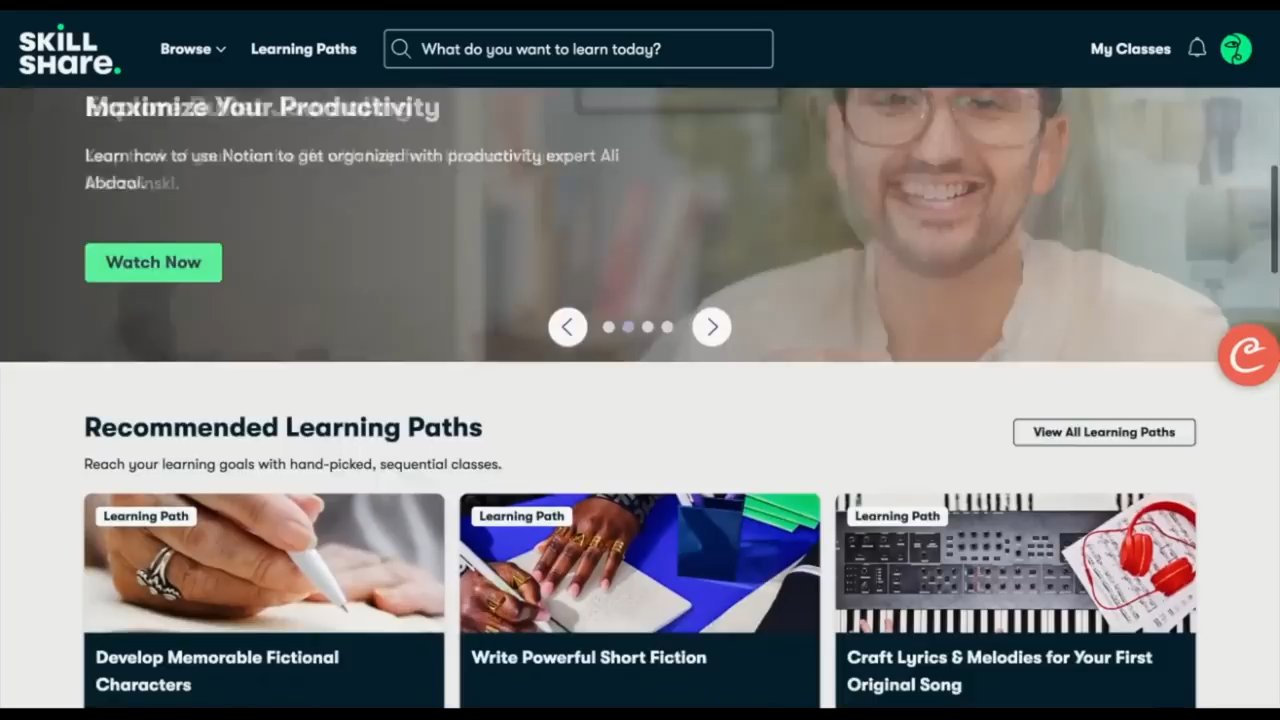 SKILL
SHare.
Browse
Learning Paths
What do you want to learn today?
My Classes
Maximize Your Productivity
Learn how to use Notion to get organized with productivity expert Ali
Abdaal.
Watch Now
Recommended Learning Paths
View All Learning Paths
Reach your learning goals with hand-picked, sequential classes.
Learning Path
Learning Path
Learning Path
Develop Memorable Fictional
Characters
Write Powerful Short Fiction
Craft Lyrics & Melodies for Your First
Original Song